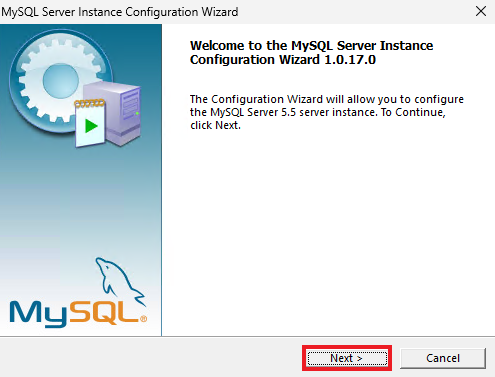 MySQL Server Instance Configuration Wizard
Welcome to the MySQL Server Instance
Configuration Wizard 1.0.17.0
The Configuration Wizard will allow you to configure
the MySQL Server 5.5 server instance. To Continue,
click Next.
MySQL®
Next >
Cancel